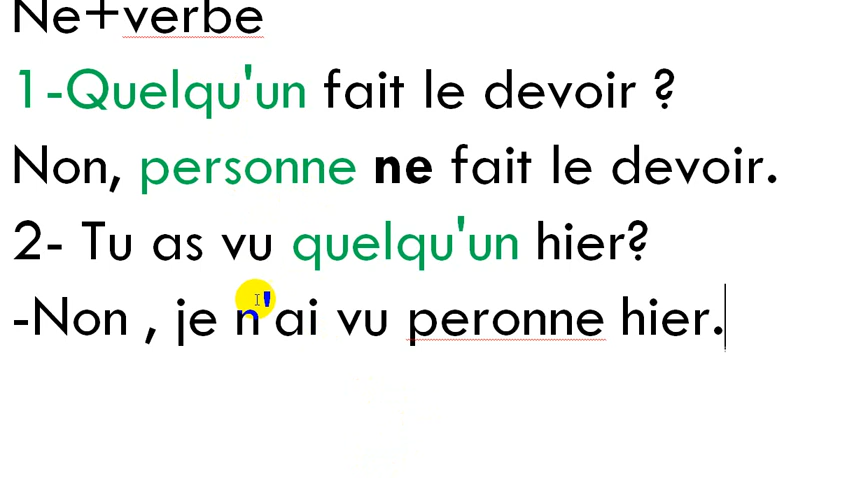 Ne+verbe
1-Quelqu'un fait le devoir ?
Non, personne ne fait le devoir.
2- Tu as vu quelqu'un hier?
-Non , je n'ai vu peronne hier.